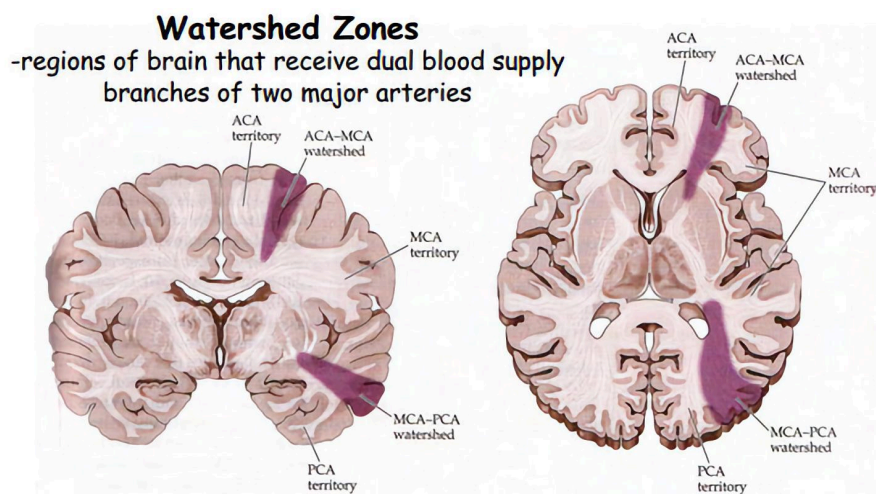 Watershed Zones
-regions of brain that receive dual blood supply
branches of two major arteries
ACA
territory
ACA–MCA
watershed
MCA
territory
MCA–PCA
watershed
PCA
territory
ACA
territory
ACA–MCA
watershed
MCA
territory
MCA–PCA
watershed
PCA
territory